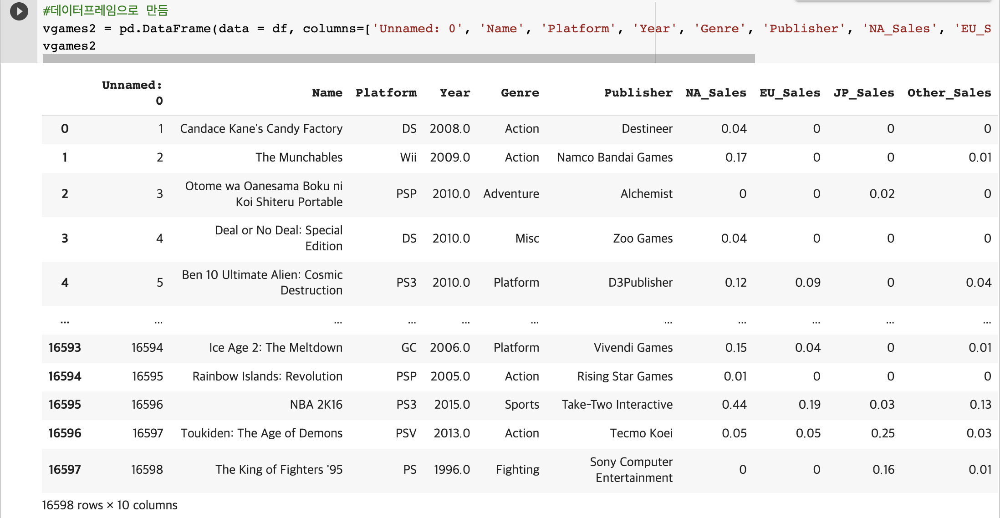 #데이터프레임으로 만듬
vgames2 = pd.DataFrame(data = df, columns=['Unnamed: 0', 'Name', 'Platform', 'Year', 'Genre', 'Publisher', 'NA_Sales', 'EU_S
vgames2
Unnamed: 0 Name Platform Year Genre Publisher NA_Sales EU_Sales JP_Sales Other_Sales
0 1 Candace Kane's Candy Factory DS 2008.0 Action Destineer 0.04 0 0 0
1 2 The Munchables Wii 2009.0 Action Namco Bandai Games 0.17 0 0 0.01
2 3 Otome wa Oanesama Boku ni Koi Shiteru Portable PSP 2010.0 Adventure Alchemist 0 0 0.02 0
3 4 Deal or No Deal: Special Edition DS 2010.0 Misc Zoo Games 0.04 0 0 0
4 5 Ben 10 Ultimate Alien: Cosmic Destruction PS3 2010.0 Platform D3Publisher 0.12 0.09 0 0.04
... ... ... ... ... ... ... ... ... ... ...
16593 16594 Ice Age 2: The Meltdown GC 2006.0 Platform Vivendi Games 0.15 0.04 0 0.01
16594 16595 Rainbow Islands: Revolution PSP 2005.0 Action Rising Star Games 0.01 0 0 0
16595 16596 NBA 2K16 PS3 2015.0 Sports Take-Two Interactive 0.44 0.19 0.03 0.13
16596 16597 Toukiden: The Age of Demons PSV 2013.0 Action Tecmo Koei 0.05 0.05 0.25 0.03
16597 16598 The King of Fighters '95 PS 1996.0 Fighting Sony Computer Entertainment 0 0 0.16 0.01
16598 rows × 10 columns